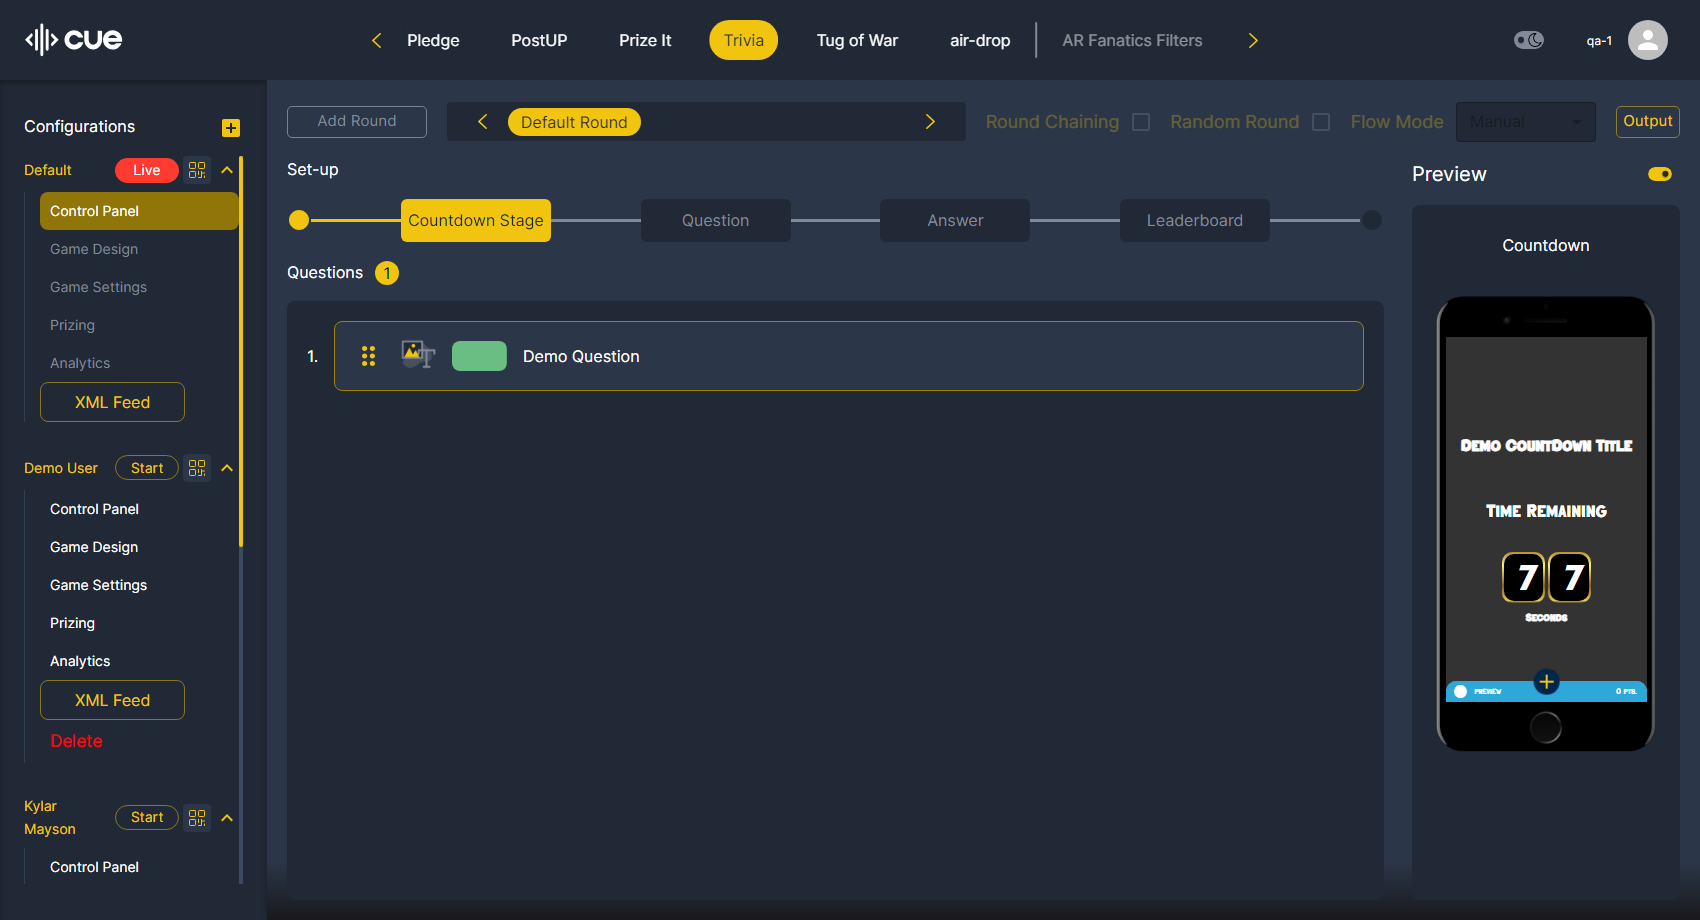 cue
Pledge
PostUP
Prize It
Trivia
Tug of War
air-drop
AR Fanatics Filters
qa-1
Configurations
Default
Live
Control Panel
Game Design
Game Settings
Prizing
Analytics
XML Feed
Demo User
Start
Control Panel
Game Design
Game Settings
Prizing
Analytics
XML Feed
Delete
Kylar
Mayson
Start
Control Panel
Add Round
Default Round
Round Chaining
Random Round
Flow Mode
Manual
Output
Set-up
Countdown Stage
Question
Answer
Leaderboard
Questions
1
1.
Demo Question
Preview
Countdown
Demo CountDown Title
Time Remaining
7 7
Seconds
PREVIEW
0 PTS.